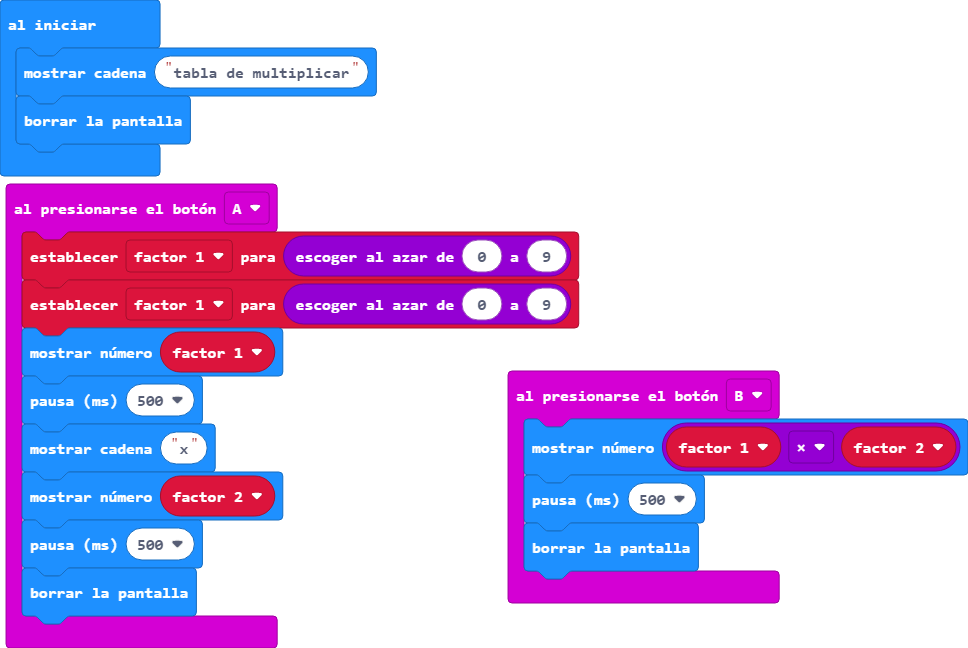 al iniciar
mostrar cadena "tabla de multiplicar"
borrar la pantalla
al presionarse el botón A
establecer factor 1 para escoger al azar de 0 a 9
establecer factor 1 para escoger al azar de 0 a 9
mostrar número factor 1
pausa (ms) 500
mostrar cadena "x"
mostrar número factor 2
pausa (ms) 500
borrar la pantalla
al presionarse el botón B
mostrar número factor 1 × factor 2
pausa (ms) 500
borrar la pantalla